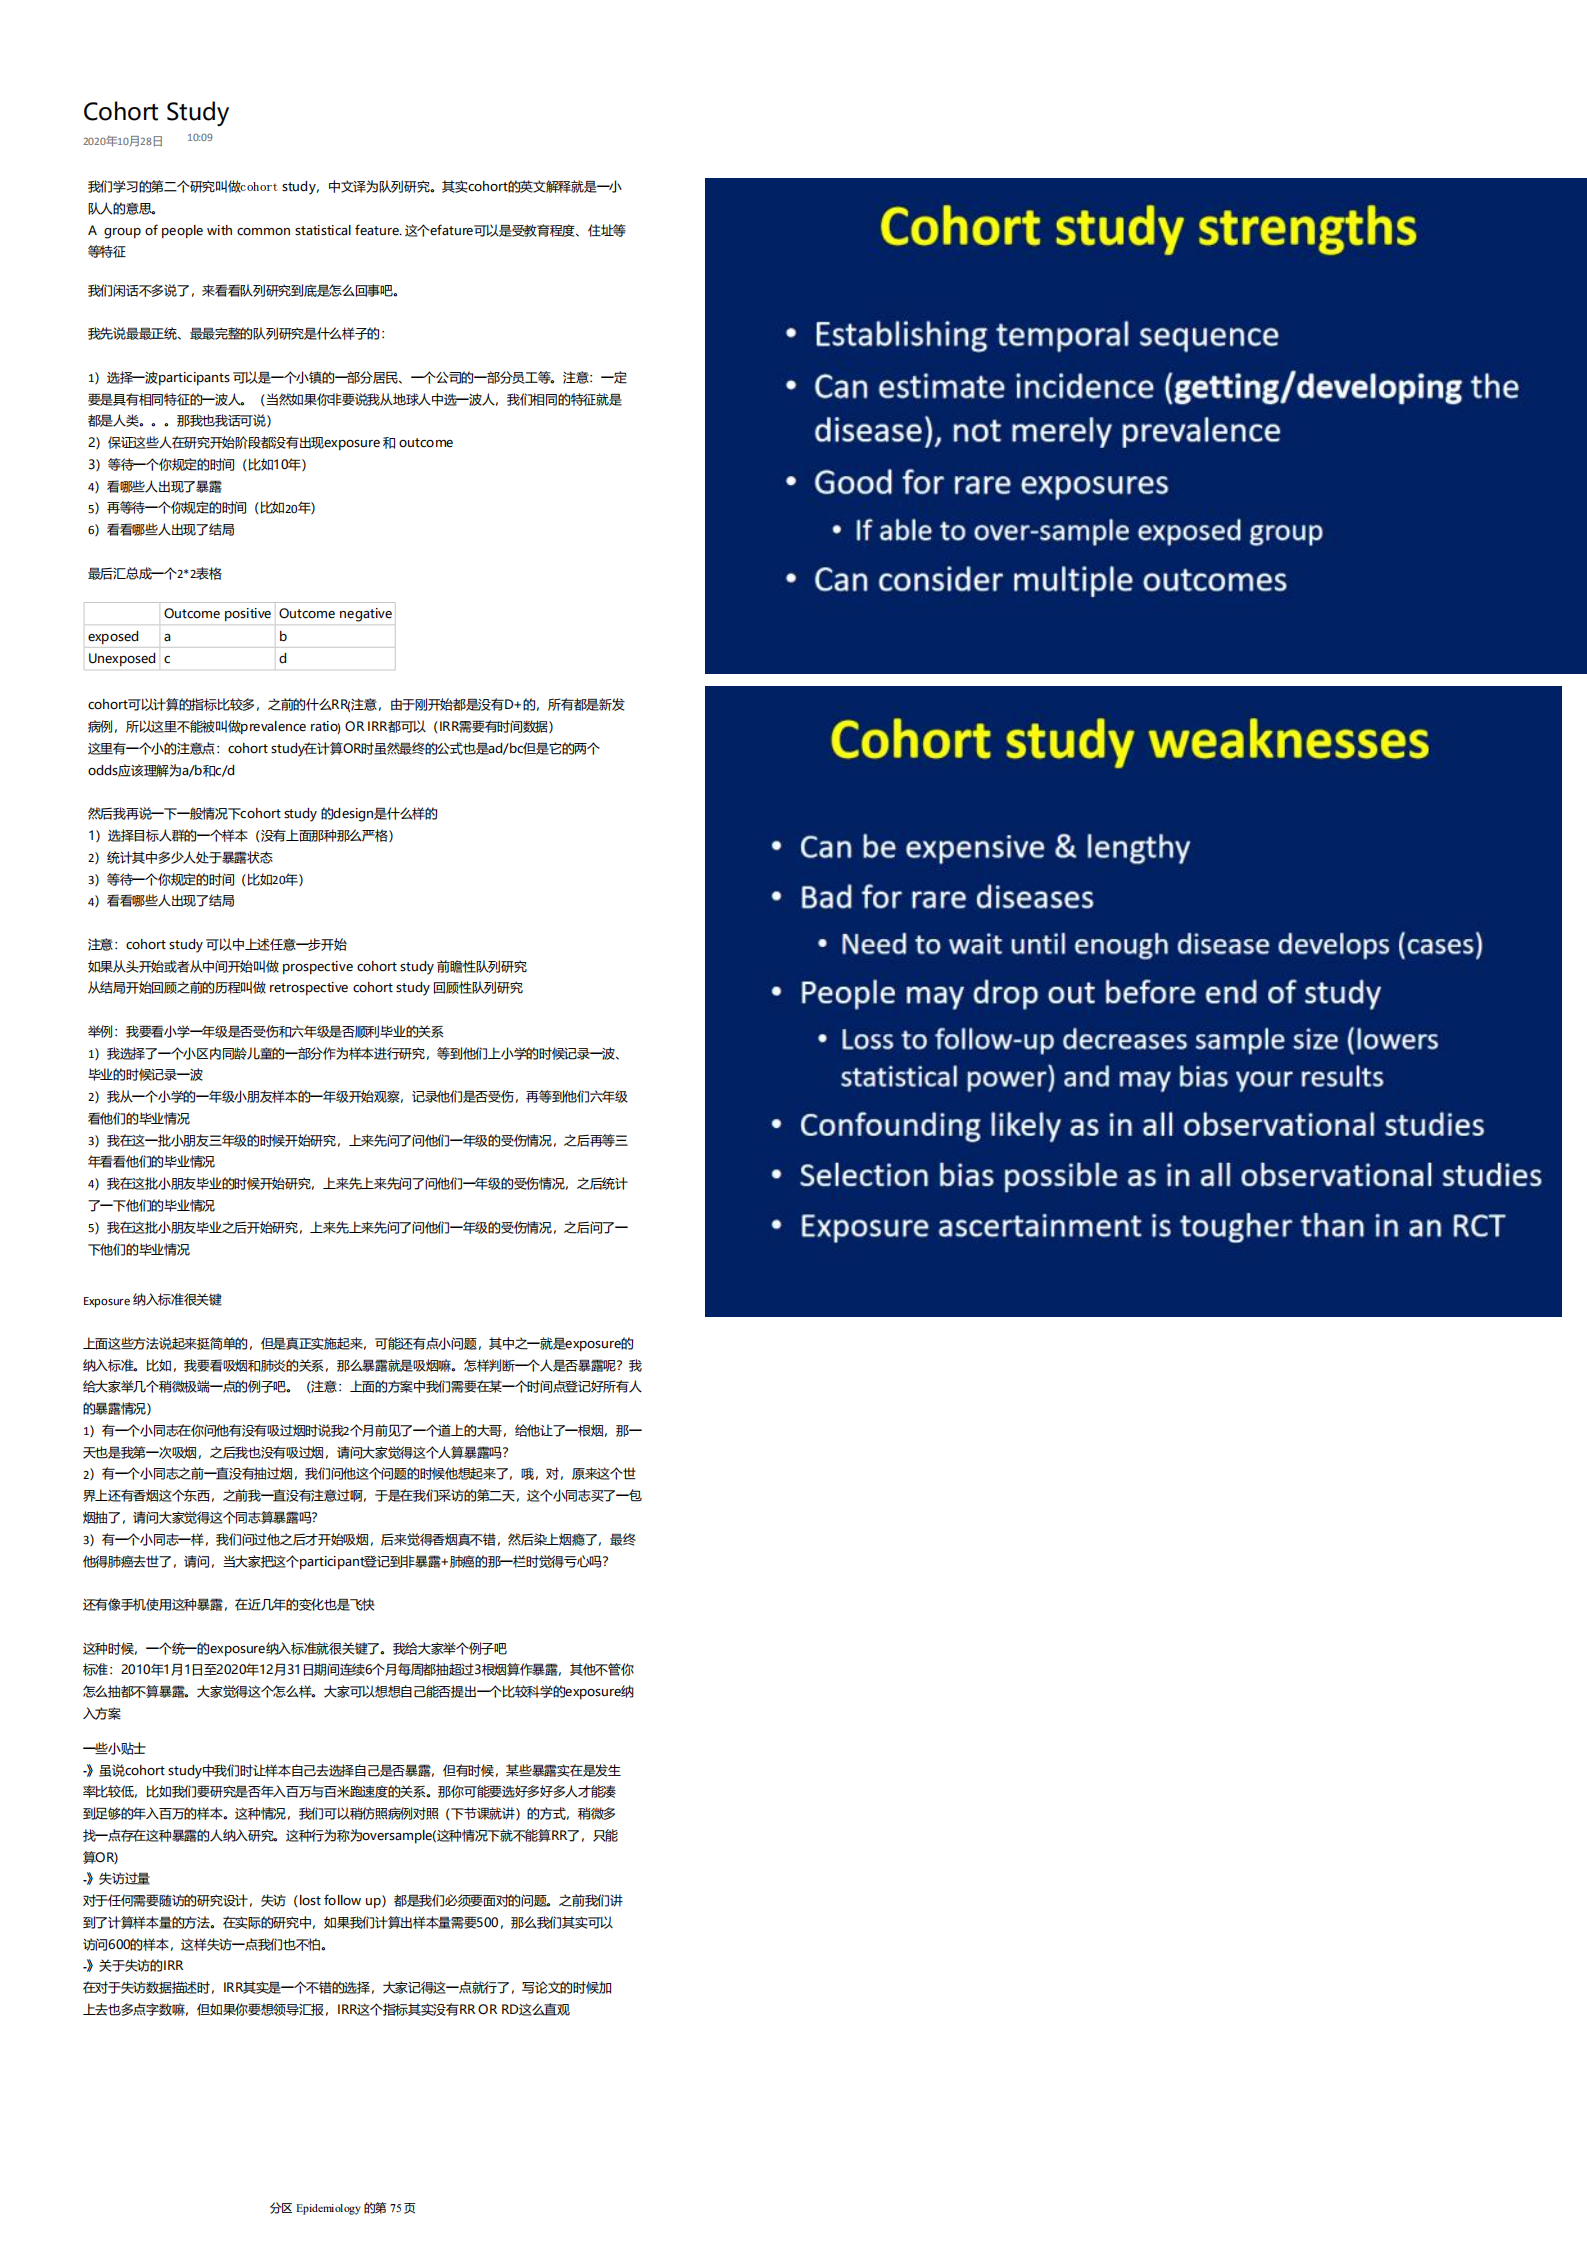 Cohort Study
2020年10月28日 10:09
我们学习的第二个研究叫做cohort study，中文译为队列研究。其实cohort的英文解释就是一小
队人的意思。
A group of people with common statistical feature. 这个efature可以是受教育程度、住址等
等特征
我们闲话不多说了，来看看队列研究到底是怎么回事吧。
我先说最最正统、最最完整的队列研究是什么样子的：
1）选择一波participants 可以是一个小镇的一部分居民、一个公司的一部分员工等。注意：一定
要是具有相同特征的一波人。（当然如果你非要说我从地球人中选一波人，我们相同的特征就是
都是人类。。。那我也我话可说）
2）保证这些人在研究开始阶段都没有出现exposure 和 outcome
3）等待一个你规定的时间（比如10年）
4）看哪些人出现了暴露
5）再等待一个你规定的时间（比如20年）
6）看看哪些人出现了结局
最后汇总成一个2*2表格
Outcome positive Outcome negative
exposed a b
Unexposed c d
cohort可以计算的指标比较多，之前的什么RR(注意，由于刚开始都是没有D+的，所有都是新发
病例，所以这里不能被叫做prevalence ratio) OR IRR都可以（IRR需要有时间数据）
这里有一个小的注意点：cohort study在计算OR时虽然最终的公式也是ad/bc但是它的两个
odds应该理解为a/b和c/d
然后我再说一下一般情况下cohort study 的design是什么样的
1）选择目标人群的一个样本（没有上面那种那么严格）
2）统计其中多少人处于暴露状态
3）等待一个你规定的时间（比如20年）
4）看看哪些人出现了结局
注意：cohort study 可以中上述任意一步开始
如果从头开始或者从中间开始叫做 prospective cohort study 前瞻性队列研究
从结局开始回顾之前的历程叫做 retrospective cohort study 回顾性队列研究
举例：我要看小学一年级是否受伤和六年级是否顺利毕业的关系
1）我选择了一个小区内同龄儿童的一部分作为样本进行研究，等到他们上小学的时候记录一波、
毕业的时候记录一波
2）我从一个小学的一年级小朋友样本的一年级开始观察，记录他们是否受伤，再等到他们六年级
看他们的毕业情况
3）我在这一批小朋友三年级的时候开始研究，上来先问了问他们一年级的受伤情况，之后再等三
年看看他们的毕业情况
4）我在这批小朋友毕业的时候开始研究，上来先上来先问了问他们一年级的受伤情况，之后统计
了一下他们的毕业情况
5）我在这批小朋友毕业之后开始研究，上来先上来先问了问他们一年级的受伤情况，之后问了一
下他们的毕业情况
Exposure 纳入标准很关键
上面这些方法说起来挺简单的，但是真正实施起来，可能还有点小问题，其中之一就是exposure的
纳入标准。比如，我要看吸烟和肺炎的关系，那么暴露就是吸烟嘛。怎样判断一个人是否暴露呢？我
给大家举几个稍微极端一点的例子吧。（注意：上面的方案中我们需要在某一个时间点登记好所有人
的暴露情况）
1）有一个小同志在你问他有没有吸过烟时说我2个月前见了一个道上的大哥，给他让了一根烟，那一
天也是我第一次吸烟，之后我也没有吸过烟，请问大家觉得这个人算暴露吗？
2）有一个小同志之前一直没有抽过烟，我们问他这个问题的时候他想起来了，哦，对，原来这个世
界上还有香烟这个东西，之前我一直没有注意过啊，于是在我们采访的第二天，这个小同志买了一包
烟抽了，请问大家觉得这个同志算暴露吗？
3）有一个小同志一样，我们问过他之后才开始吸烟，后来觉得香烟真不错，然后染上烟瘾了，最终
他得肺癌去世了，请问，当大家把这个participant登记到非暴露+肺癌的那一栏时觉得亏心吗？
还有像手机使用这种暴露，在近几年的变化也是飞快
这种时候，一个统一的exposure纳入标准就很关键了。我给大家举个例子吧
标准：2010年1月1日至2020年12月31日期间连续6个月每周都抽超过3根烟算作暴露，其他不管你
怎么抽都不算暴露。大家觉得这个怎么样。大家可以想想自己能否提出一个比较科学的exposure纳
入方案
一些小贴士
-》虽说cohort study中我们时让样本自己去选择自己是否暴露，但有时候，某些暴露实在是发生
率比较低，比如我们要研究是否年入百万与百米跑速度的关系。那你可能要选好多好多人才能凑
到足够的年入百万的样本。这种情况，我们可以稍仿照病例对照（下节课就讲）的方式，稍微多
找一点存在这种暴露的人纳入研究。这种行为称为oversample(这种情况下就不能算RR了，只能
算OR)
-》失访过量
对于任何需要随访的研究设计，失访（lost follow up）都是我们必须要面对的问题。之前我们讲
到了计算样本量的方法。在实际的研究中，如果我们计算出样本量需要500，那么我们其实可以
访问600的样本，这样失访一点我们也不怕。
-》关于失访的IRR
在对于失访数据描述时，IRR其实是一个不错的选择，大家记得这一点就行了，写论文的时候加
上去也多点字数嘛，但如果你要想领导汇报，IRR这个指标其实没有RR OR RD这么直观
Cohort study strengths
• Establishing temporal sequence
• Can estimate incidence (getting/developing the
disease), not merely prevalence
• Good for rare exposures
• If able to over-sample exposed group
• Can consider multiple outcomes
Cohort study weaknesses
• Can be expensive & lengthy
• Bad for rare diseases
• Need to wait until enough disease develops (cases)
• People may drop out before end of study
• Loss to follow-up decreases sample size (lowers
statistical power) and may bias your results
• Confounding likely as in all observational studies
• Selection bias possible as in all observational studies
• Exposure ascertainment is tougher than in an RCT
分区 Epidemiology 的第 75 页